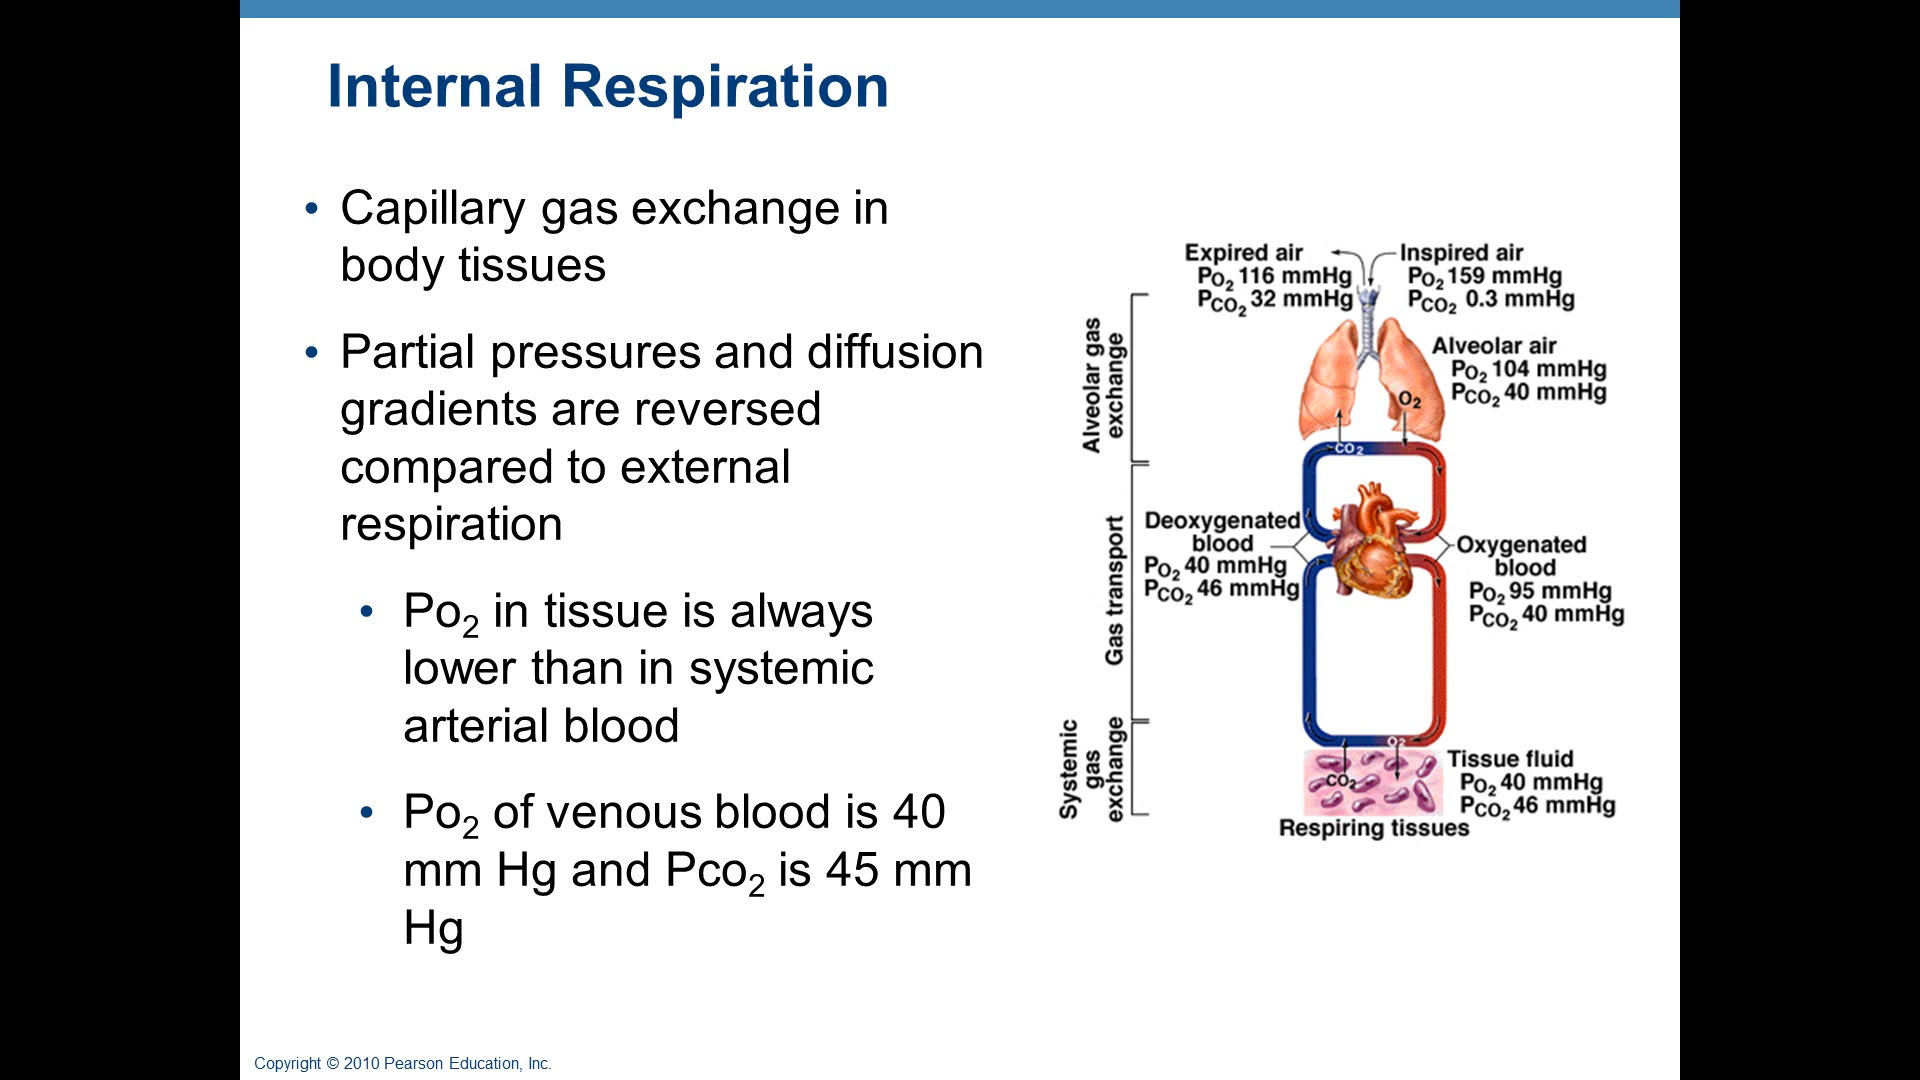 Internal Respiration
• Capillary gas exchange in
body tissues
• Partial pressures and diffusion
gradients are reversed
compared to external
respiration
• Po2 in tissue is always
lower than in systemic
arterial blood
• Po2 of venous blood is 40
mm Hg and Pco2 is 45 mm
Hg
Expired air
PO2 116 mmHg
PCO2 32 mmHg
Inspired air
PO2 159 mmHg
PCO2 0.3 mmHg
Alveolar gas
exchange
Alveolar air
PO2 104 mmHg
PCO2 40 mmHg
O2
CO2
Gas transport
Deoxygenated
blood
PO2 40 mmHg
PCO2 46 mmHg
Oxygenated
blood
PO2 95 mmHg
PCO2 40 mmHg
Systemic
gas
exchange
O2
CO2
Tissue fluid
PO2 40 mmHg
PCO2 46 mmHg
Respiring tissues
Copyright © 2010 Pearson Education, Inc.